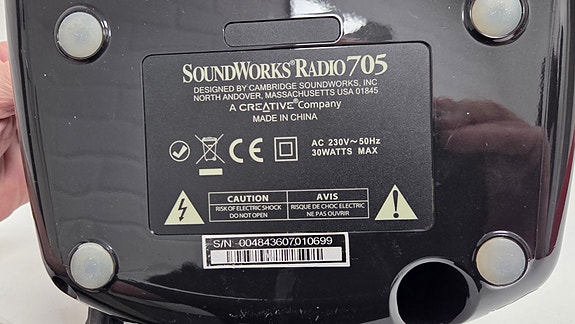 SOUNDWORKS® RADIO 705
DESIGNED BY CAMBRIDGE SOUNDWORKS, INC
NORTH ANDOVER, MASSACHUSETTS USA 01845
A CREATIVE® Company
MADE IN CHINA
CE
AC 230V~50Hz
30WATTS MAX
CAUTION
RISK OF ELECTRIC SHOCK
DO NOT OPEN
AVIS
RISQUE DE CHOC ELECTRIC
NE PAS OUVRIR
S/N 004843607010699